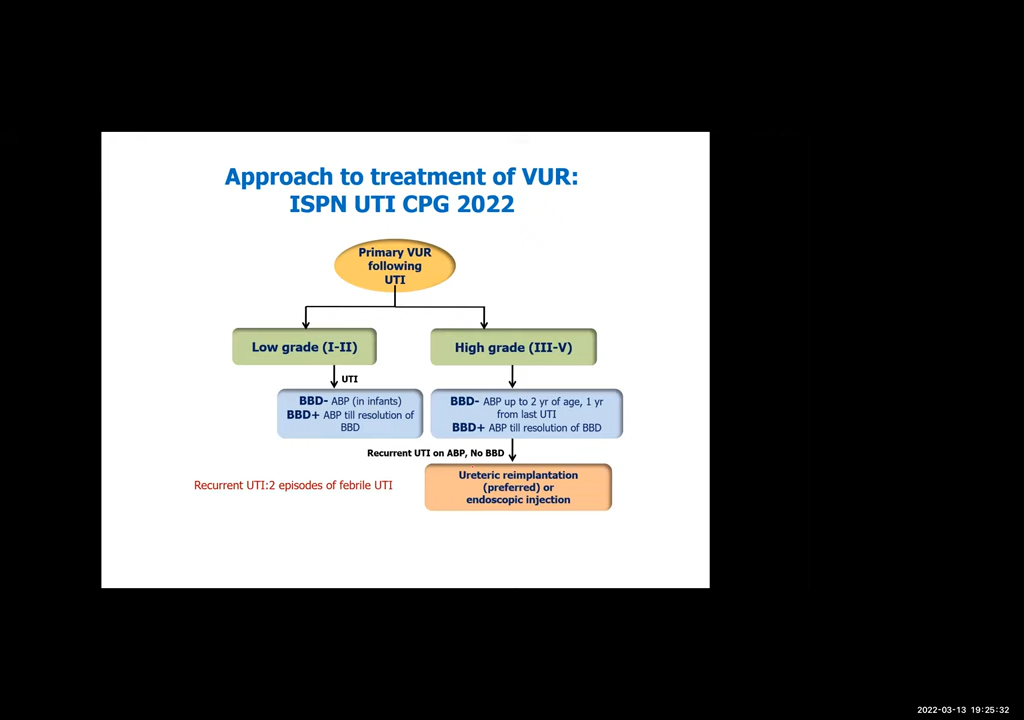 Approach to treatment of VUR:
ISPN UTI CPG 2022
Primary VUR
following
UTI
Low grade (I-II)
High grade (III-V)
UTI
BBD- ABP (in infants)
BBD+ ABP till resolution of
BBD
BBD- ABP up to 2 yr of age, 1 yr
from last UTI
BBD+ ABP till resolution of BBD
Recurrent UTI on ABP, No BBD
Recurrent UTI:2 episodes of febrile UTI
Ureteric reimplantation
(preferred) or
endoscopic injection
2022-03-13 19:25:32